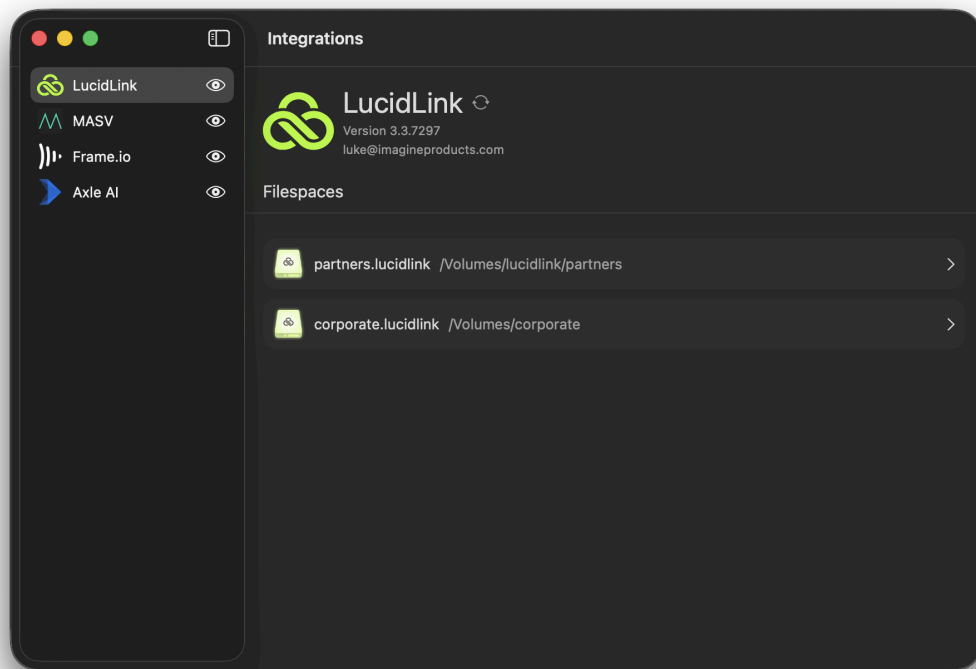 Integrations
LucidLink
MASV
Frame.io
Axle AI
LucidLink
Version 3.3.7297
luke@imagineproducts.com
Filespaces
partners.lucidlink /Volumes/lucidlink/partners
corporate.lucidlink /Volumes/corporate